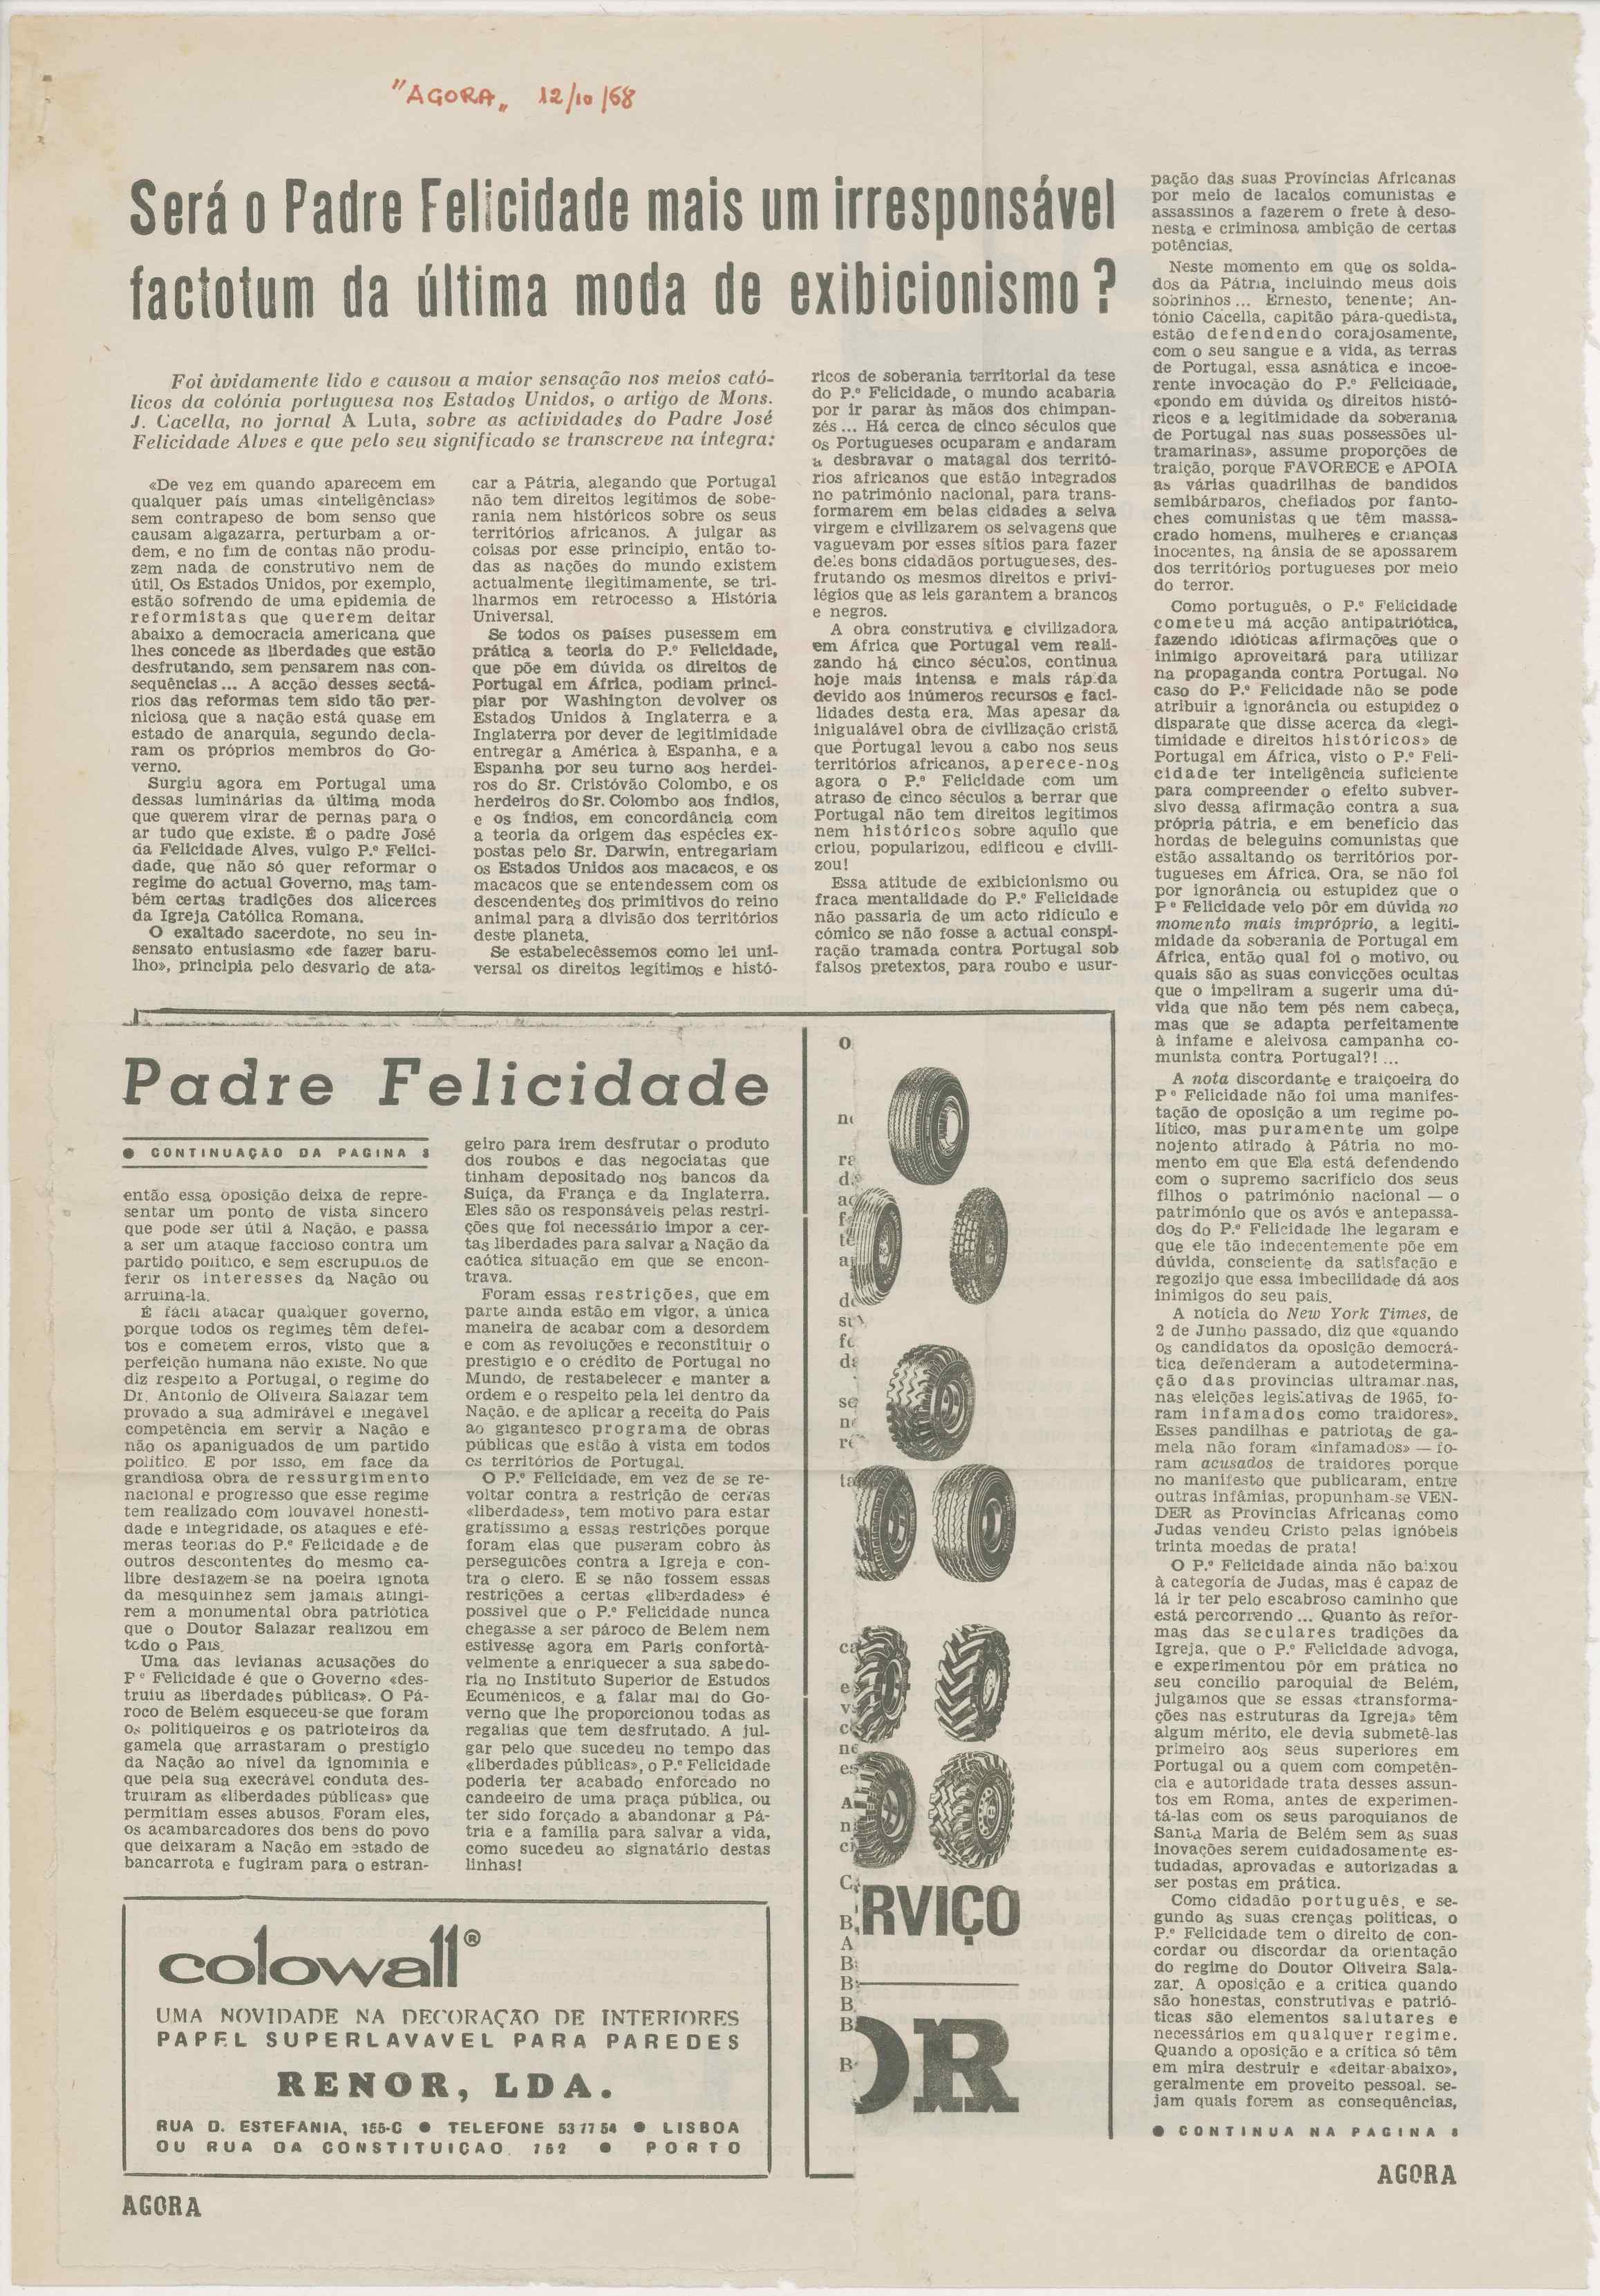 "AGORA" 12/10/68
Será o Padre Felicidade mais um irresponsável
factotum da última moda de exibicionismo?
Foi àvidamente lido e causou a maior sensação nos meios cató-
licos da colónia portuguesa nos Estados Unidos, o artigo de Mons.
J. Cacella, no jornal A Luta, sobre as actividades do Padre José
Felicidade Alves e que pelo seu significado se transcreve na íntegra:
«De vez em quando aparecem em
qualquer país umas «inteligências»
sem contrapeso de bom senso que
causam algazarra, perturbam a or-
dem, e no fim de contas não produ-
zem nada de construtivo nem de
útil. Os Estados Unidos, por exemplo,
estão sofrendo de uma epidemia de
reformistas que querem deitar
abaixo a democracia americana que
lhes concede as liberdades que estão
desfrutando, sem pensarem nas con-
sequências... A acção desses sectá-
rios das reformas tem sido tão per-
niciosa que a nação está quase em
estado de anarquia, segundo decla-
ram os próprios membros do Go-
verno.
Surgiu agora em Portugal uma
dessas luminárias da última moda
que querem virar de pernas para o
ar tudo que existe. É o padre José
da Felicidade Alves, vulgo P.º Felici-
dade, que não só quer reformar o
regime do actual Governo, mas tam-
bém certas tradições dos alicerces
da Igreja Católica Romana.
O exaltado sacerdote, no seu in-
sensato entusiasmo «de fazer baru-
lho», principia pelo desvario de ata-
car a Pátria, alegando que Portugal
não tem direitos legítimos de sobe-
rania nem históricos sobre os seus
territórios africanos. A julgar as
coisas por esse princípio, então to-
das as nações do mundo existem
actualmente ilegitimamente, se tri-
lharmos em retrocesso a História
Universal.
Se todos os países pusessem em
prática a teoria do P.º Felicidade,
que põe em dúvida os direitos de
Portugal em África, podiam princi-
piar por Washington devolver os
Estados Unidos à Inglaterra e a
Inglaterra por dever de legitimidade
entregar a América à Espanha, e a
Espanha por seu turno aos herdei-
ros do Sr. Cristóvão Colombo, e os
herdeiros do Sr. Colombo aos índios,
e os índios, em concordância com
a teoria da origem das espécies ex-
postas pelo Sr. Darwin, entregariam
os Estados Unidos aos macacos, e os
macacos que se entendessem com os
descendentes dos primitivos do reino
animal para a divisão dos territórios
deste planeta.
Se estabelecêssemos como lei uni-
versal os direitos legítimos e histó-
ricos de soberania territorial da tese
do P.º Felicidade, o mundo acabaria
por ir parar às mãos dos chimpan-
zés... Há cerca de cinco séculos que
os Portugueses ocuparam e andaram
a desbravar o matagal dos territó-
rios africanos que estão integrados
no património nacional, para trans-
formarem em belas cidades a selva
virgem e civilizarem os selvagens que
vaguevam por esses sítios para fazer
deles bons cidadãos portugueses, des-
frutando os mesmos direitos e privi-
légios que as leis garantem a brancos
e negros.
A obra construtiva e civilizadora
em África que Portugal vem reali-
zando há cinco séculos, continua
hoje mais intensa e mais rápida
devido aos inúmeros recursos e faci-
lidades desta era. Mas apesar da
inigualável obra de civilização cristã
que Portugal levou a cabo nos seus
territórios africanos, aperece-nos
agora o P.º Felicidade com um
atraso de cinco séculos a berrar que
Portugal não tem direitos legítimos
nem históricos sobre aquilo que
criou, popularizou, edificou e civili-
zou!
Essa atitude de exibicionismo ou
fraca mentalidade do P.º Felicidade
não passaria de um acto ridículo e
cómico se não fosse a actual conspi-
ração tramada contra Portugal sob
falsos pretextos, para roubo e usur-
pação das suas Províncias Africanas
por meio de lacaios comunistas e
assassinos a fazerem o frete à deso-
nesta e criminosa ambição de certas
potências.
Neste momento em que os solda-
dos da Pátria, incluindo meus dois
sobrinhos... Ernesto, tenente; An-
tónio Cacella, capitão pára-quedista,
estão defendendo corajosamente,
com o seu sangue e a vida, as terras
de Portugal, essa asnática e incoe-
rente invocação do P.º Felicidade,
«pondo em dúvida os direitos histó-
ricos e a legitimidade da soberania
de Portugal nas suas possessões ul-
tramarinas», assume proporções de
traição, porque FAVORECE e APOIA
as várias quadrilhas de bandidos
semibárbaros, chefiados por fanto-
ches comunistas que têm massa-
crado homens, mulheres e crianças
inocentes, na ânsia de se apossarem
dos territórios portugueses por meio
do terror.
Como português, o P.º Felicidade
cometeu má acção antipatriótica,
fazendo idióticas afirmações que o
inimigo aproveitará para utilizar
na propaganda contra Portugal. No
caso do P.º Felicidade não se pode
atribuir a ignorância ou estupidez o
disparate que disse acerca da «legi-
timidade e direitos históricos» de
Portugal em África, visto o P.º Feli-
cidade ter inteligência suficiente
para compreender o efeito subver-
sivo dessa afirmação contra a sua
própria pátria, e em benefício das
hordas de beleguins comunistas que
estão assaltando os territórios por-
tugueses em África. Ora, se não foi
por ignorância ou estupidez que o
Pº Felicidade veio pôr em dúvida no
momento mais impróprio, a legiti-
midade da soberania de Portugal em
África, então qual foi o motivo, ou
quais são as suas convicções ocultas
que o impeliram a sugerir uma dú-
vida que não tem pés nem cabeça,
mas que se adapta perfeitamente
à infame e aleivosa campanha co-
munista contra Portugal?!...
A nota discordante e traiçoeira do
Pº Felicidade não foi uma manifes-
tação de oposição a um regime po-
lítico, mas puramente um golpe
nojento atirado à Pátria no mo-
mento em que Ela está defendendo
com o supremo sacrifício dos seus
filhos o património nacional — o
património que os avós e antepassa-
dos do P.º Felicidade lhe legaram e
que ele tão indecentemente põe em
dúvida, consciente da satisfação e
regozijo que essa imbecilidade dá aos
inimigos do seu país.
A notícia do New York Times, de
2 de Junho passado, diz que «quando
os candidatos da oposição democrá-
tica defenderam a autodetermina-
ção das províncias ultramarinas,
nas eleições legislativas de 1965, fo-
ram infamados como traidores».
Esses pandilhas e patriotas de ga-
mela não foram «infamados» — fo-
ram acusados de traidores porque
no manifesto que publicaram, entre
outras infâmias, propunham-se VEN-
DER as Províncias Africanas como
Judas vendeu Cristo pelas ignóbeis
trinta moedas de prata!
O P.º Felicidade ainda não baixou
à categoria de Judas, mas é capaz de
lá ir ter pelo escabroso caminho que
está percorrendo... Quanto às refor-
mas das seculares tradições da
Igreja, que o P.º Felicidade advoga,
e experimentou pôr em prática no
seu concílio paroquial de Belém,
julgamos que se essas «transforma-
ções nas estruturas da Igreja» têm
algum mérito, ele devia submetê-las
primeiro aos seus superiores em
Portugal ou a quem com competên-
cia e autoridade trata desses assun-
tos em Roma, antes de experimen-
tá-las com os seus paroquianos de
Santa Maria de Belém sem as suas
inovações serem cuidadosamente es-
tudadas, aprovadas e autorizadas a
ser postas em prática.
Como cidadão português, e se-
gundo as suas crenças políticas, o
P.º Felicidade tem o direito de con-
cordar ou discordar da orientação
do regime do Doutor Oliveira Sala-
zar. A oposição e a crítica quando
são honestas, construtivas e patrió-
ticas são elementos salutares e
necessários em qualquer regime.
Quando a oposição e a crítica só têm
em mira destruir e «deitar-abaixo»,
geralmente em proveito pessoal, se-
jam quais forem as consequências,
● CONTINUA NA PAGINA 8
AGORA
Padre Felicidade
● CONTINUAÇÃO DA PAGINA 3
então essa oposição deixa de repre-
sentar um ponto de vista sincero
que pode ser útil à Nação, e passa
a ser um ataque faccioso contra um
partido político, e sem escrúpulos de
ferir os interesses da Nação ou
arruiná-la.
É fácil atacar qualquer governo,
porque todos os regimes têm defei-
tos e cometem erros, visto que a
perfeição humana não existe. No que
diz respeito a Portugal, o regime do
Dr. Antonio de Oliveira Salazar tem
provado a sua admirável e inegável
competência em servir a Nação e
não os apaniguados de um partido
político. E por isso, em face da
grandiosa obra de ressurgimento
nacional e progresso que esse regime
tem realizado com louvável honesti-
dade e integridade, os ataques e efé-
meras teorias do P.º Felicidade e de
outros descontentes do mesmo ca-
libre desfazem-se na poeira ignota
da mesquinhez sem jamais atingi-
rem a monumental obra patriótica
que o Doutor Salazar realizou em
todo o País.
Uma das levianas acusações do
Pº Felicidade é que o Governo «des-
truiu as liberdades públicas». O Pá-
roco de Belém esqueceu-se que foram
os politiqueiros e os patrioteiros da
gamela que arrastaram o prestígio
da Nação ao nível da ignomínia e
que pela sua execrável conduta des-
truiram as «liberdades públicas» que
permitiam esses abusos. Foram eles,
os acambarcadores dos bens do povo
que deixaram a Nação em estado de
bancarrota e fugiram para o estran-
geiro para irem desfrutar o produto
dos roubos e das negociatas que
tinham depositado nos bancos da
Suíça, da França e da Inglaterra.
Eles são os responsáveis pelas restri-
ções que foi necessário impor a cer-
tas liberdades para salvar a Nação da
caótica situação em que se encon-
trava.
Foram essas restrições, que em
parte ainda estão em vigor, a única
maneira de acabar com a desordem
e com as revoluções e reconstituir o
prestígio e o crédito de Portugal no
Mundo, de restabelecer e manter a
ordem e o respeito pela lei dentro da
Nação, e de aplicar a receita do País
ao gigantesco programa de obras
públicas que estão à vista em todos
os territórios de Portugal.
O P.º Felicidade, em vez de se re-
voltar contra a restrição de certas
«liberdades», tem motivo para estar
gratíssimo a essas restrições porque
foram elas que puseram cobro às
perseguições contra a Igreja e con-
tra o clero. E se não fossem essas
restrições a certas «liberdades» é
possível que o P.º Felicidade nunca
chegasse a ser pároco de Belém nem
estivesse agora em Paris confortà-
velmente a enriquecer a sua sabedo-
ria no Instituto Superior de Estudos
Ecuménicos, e a falar mal do Go-
verno que lhe proporcionou todas as
regalias que tem desfrutado. A jul-
gar pelo que sucedeu no tempo das
«liberdades públicas», o P.º Felicidade
poderia ter acabado enforcado no
candeeiro de uma praça pública, ou
ter sido forçado a abandonar a Pá-
tria e a família para salvar a vida,
como sucedeu ao signatário destas
linhas!
colowall®
UMA NOVIDADE NA DECORAÇÃO DE INTERIORES
PAPEL SUPERLAVAVEL PARA PAREDES
RENOR, LDA.
RUA D. ESTEFANIA, 155-C ● TELEFONE 53 77 54 ● LISBOA
OU RUA DA CONSTITUIÇÃO 152 ● PORTO
AGORA
RVIÇO
OR